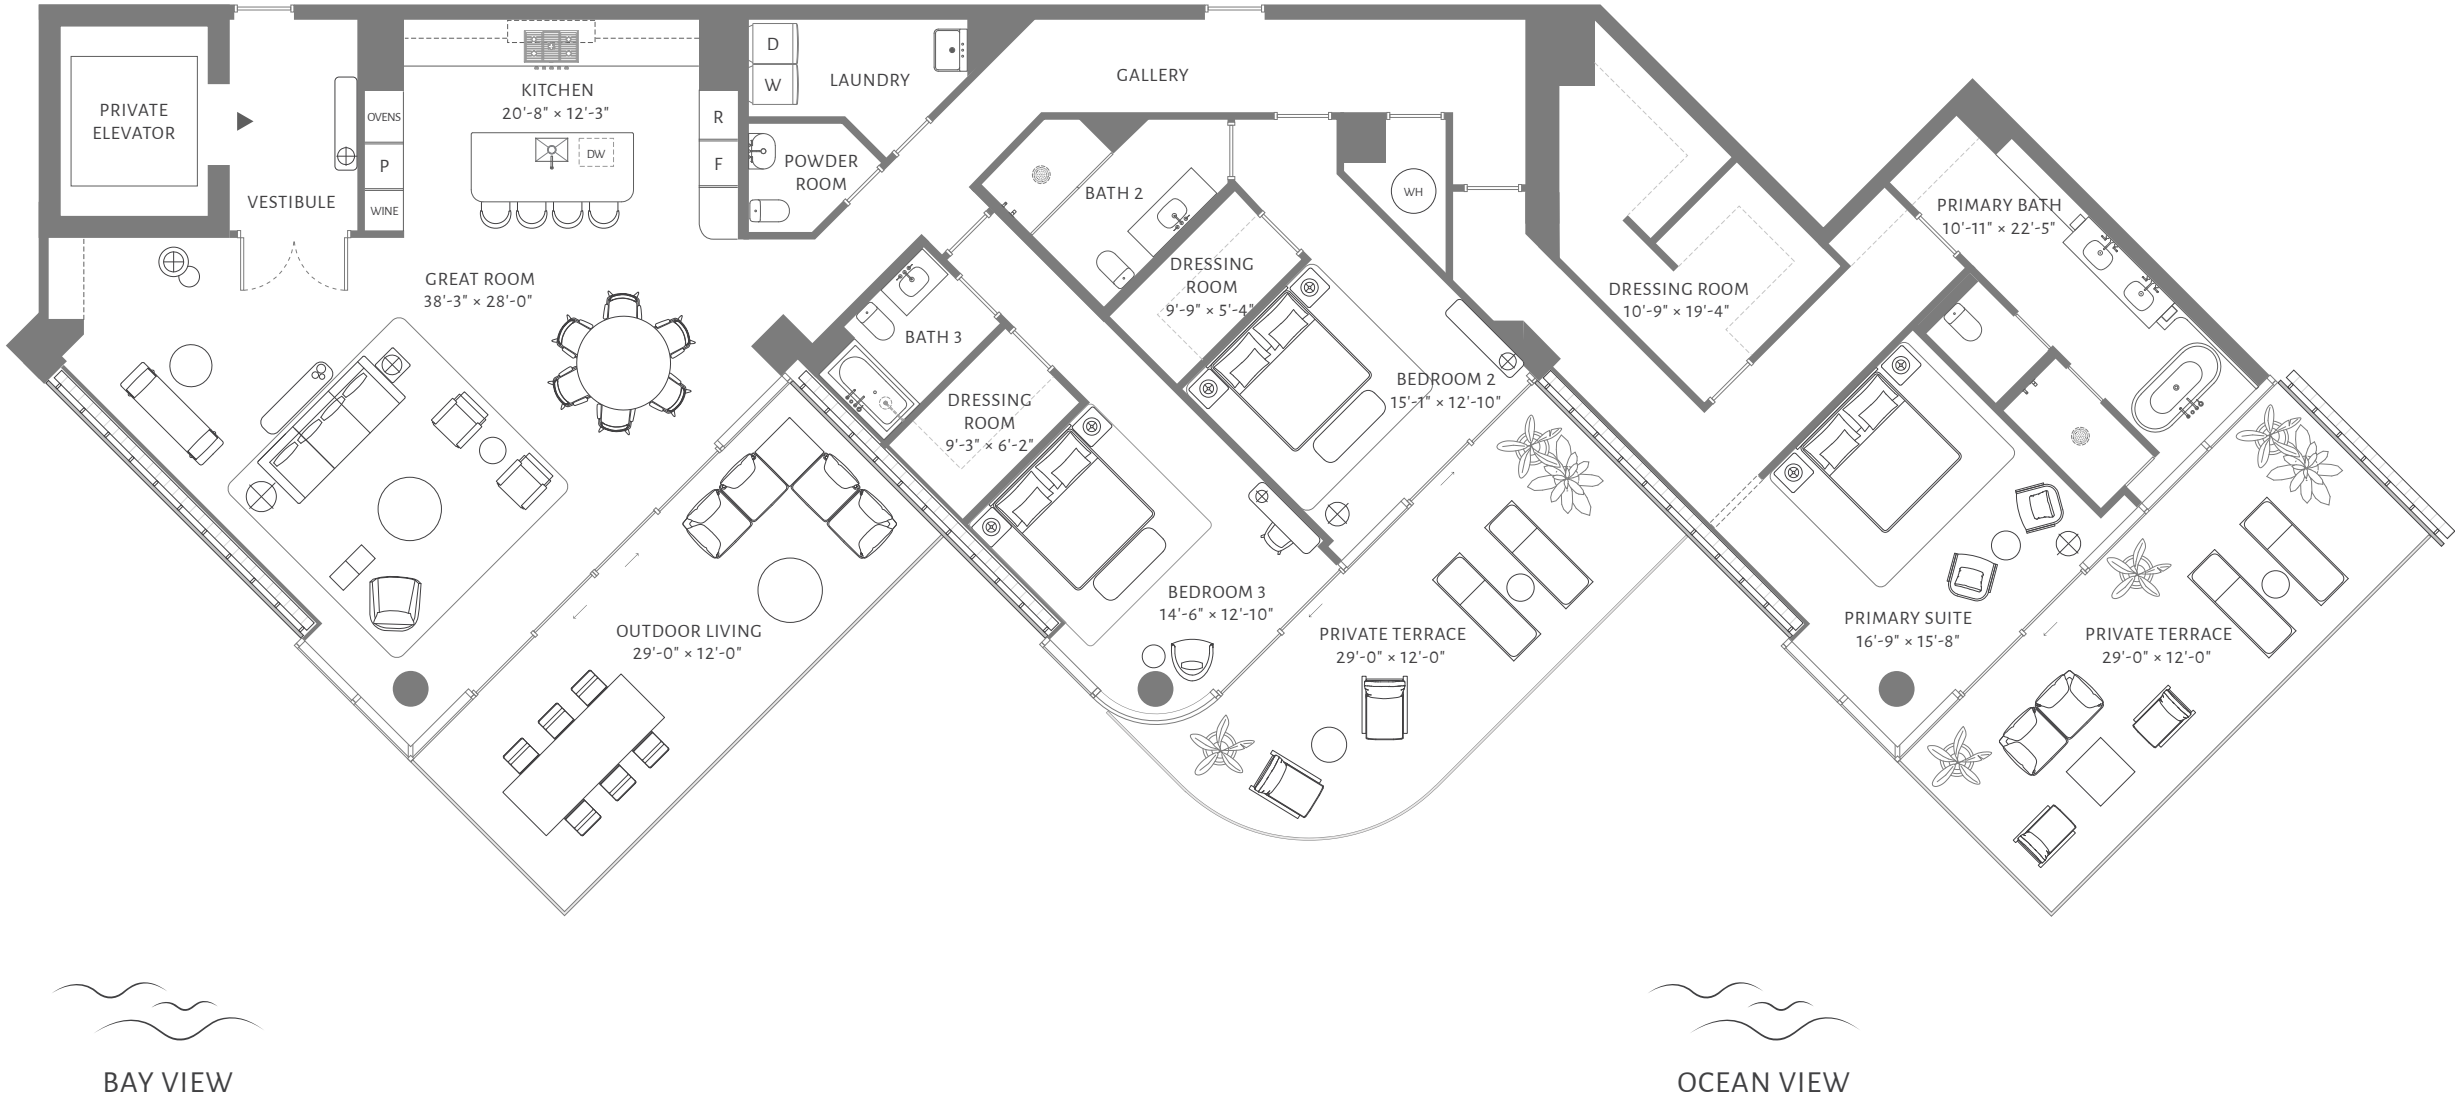 PRIVATE
ELEVATOR
VESTIBULE
OVENS
P
WINE
KITCHEN
20'-8" × 12'-3"
DW
R
F
D
W
LAUNDRY
POWDER
ROOM
GALLERY
GREAT ROOM
38'-3" × 28'-0"
OUTDOOR LIVING
29'-0" × 12'-0"
BATH 3
DRESSING
ROOM
9'-3" × 6'-2"
BEDROOM 3
14'-6" × 12'-10"
BATH 2
DRESSING
ROOM
9'-9" × 5'-4"
WH
BEDROOM 2
15'-1" × 12'-10"
PRIVATE TERRACE
29'-0" × 12'-0"
DRESSING ROOM
10'-9" × 19'-4"
PRIMARY BATH
10'-11" × 22'-5"
PRIMARY SUITE
16'-9" × 15'-8"
PRIVATE TERRACE
29'-0" × 12'-0"
BAY VIEW
OCEAN VIEW